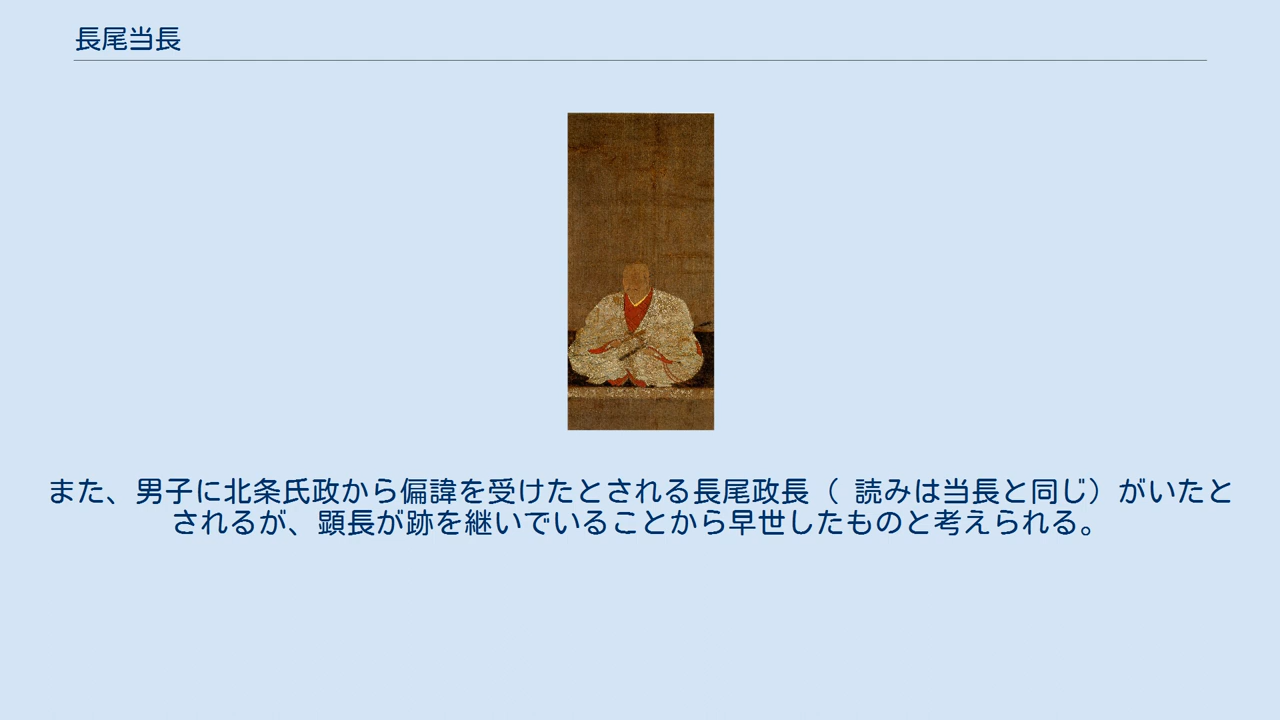 長尾当長
また、男子に北条氏政から偏諱を受けたとされる長尾政長（ 読みは当長と同じ）がいたと
されるが、顕長が跡を継いでいることから早世したものと考えられる。